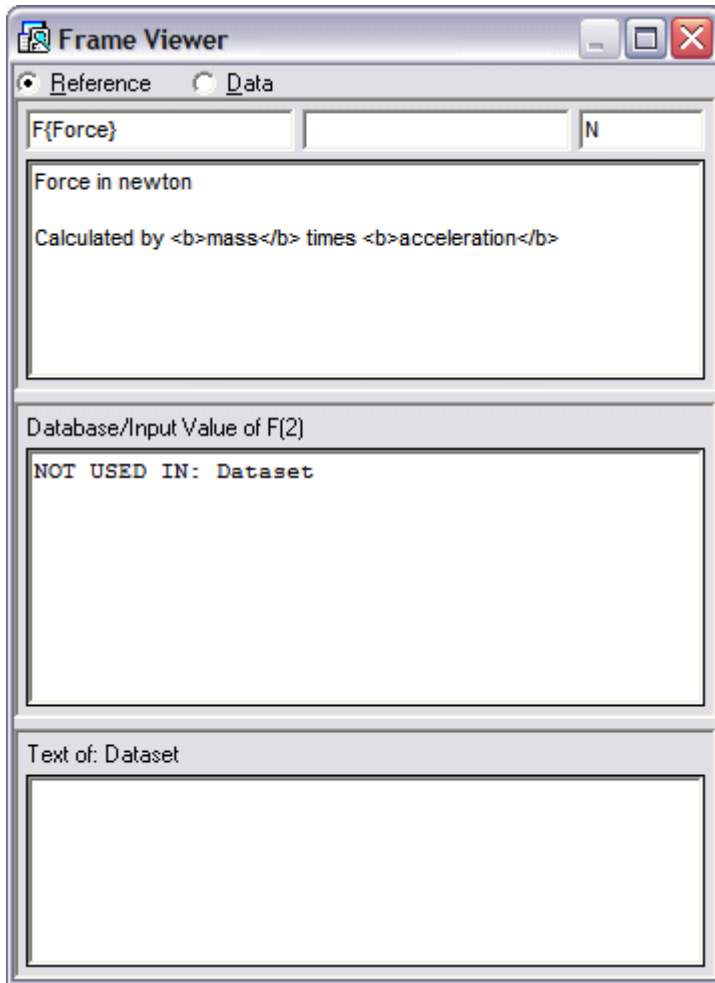 Frame Viewer
Reference Data
F{Force} N
Force in newton
Calculated by <b>mass</b> times <b>acceleration</b>
Database/Input Value of F(2)
NOT USED IN: Dataset
Text of: Dataset